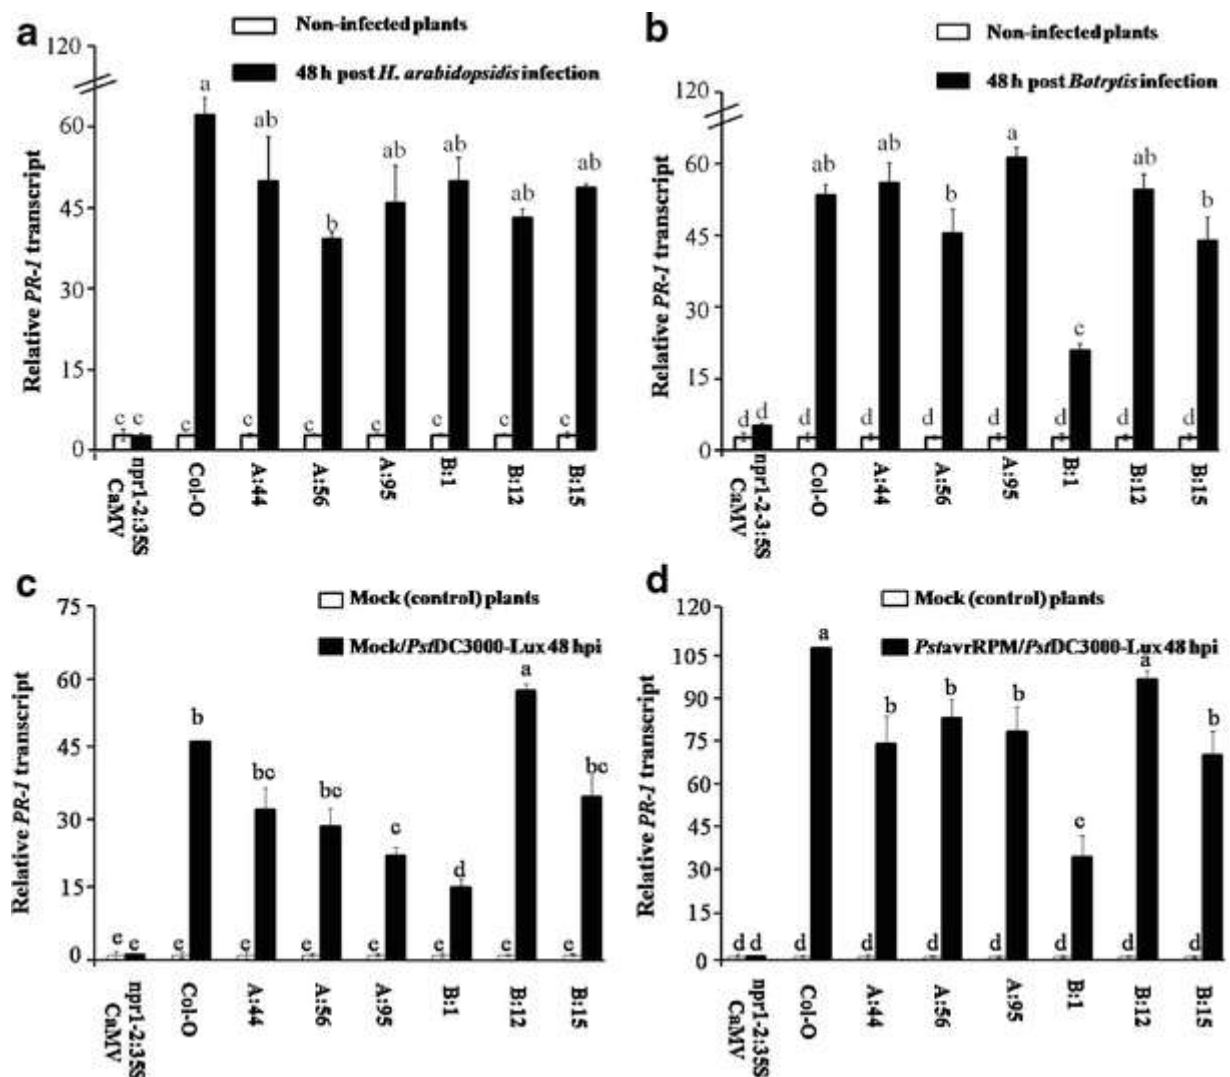 a
Non-infected plants
48 h post H. arabidopsidis infection
120
60
45
30
15
0
Relative PR-1 transcript
a
ab
b
ab
ab
ab
ab
c c c c c c c c c
npr1-2:35S
CaMV
Col-O
A:44
A:56
A:95
B:1
B:12
B:15
b
Non-infected plants
48 h post Botrytis infection
120
60
45
30
15
0
Relative PR-1 transcript
ab
ab
b
a
c
ab
b
d d d d d d d d d
npr1-2-3:5S
CaMV
Col-O
A:44
A:56
A:95
B:1
B:12
B:15
c
Mock (control) plants
Mock/PstDC3000-Lux 48 hpi
75
60
45
30
15
0
Relative PR-1 transcript
b
bc
bc
c
d
a
bc
e e e e e e e e e
npr1-2:35S
CaMV
Col-O
A:44
A:56
A:95
B:1
B:12
B:15
d
Mock (control) plants
PstavrRPM/PstDC3000-Lux 48 hpi
120
105
90
75
60
45
30
15
0
Relative PR-1 transcript
a
b
b
b
c
a
b
d d d d d d d d d
npr1-2:35S
CaMV
Col-O
A:44
A:56
A:95
B:1
B:12
B:15